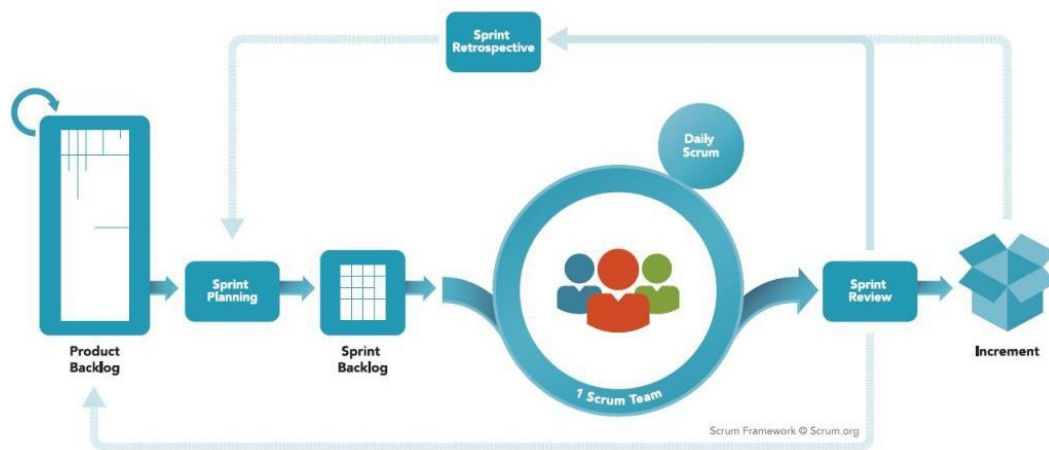 Sprint
Retrospective
Daily
Scrum
Sprint
Planning
Sprint
Review
Product
Backlog
Sprint
Backlog
Increment
1 Scrum Team
Scrum Framework © Scrum.org